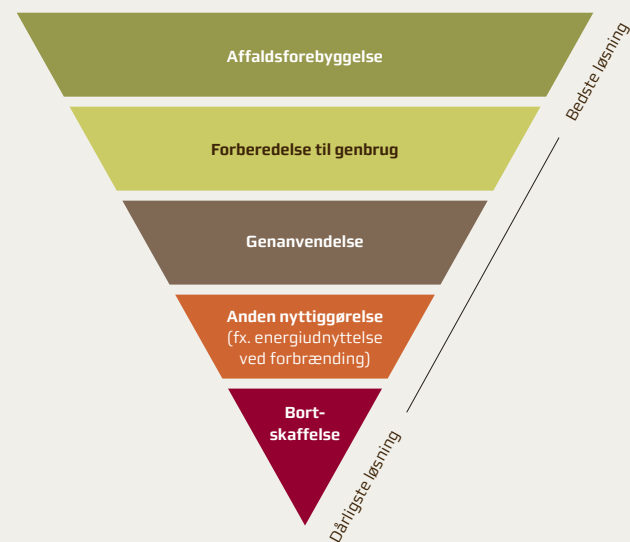 Affaldsforebyggelse
Bedste løsning
Forberedelse til genbrug
Genanvendelse
Anden nyttiggørelse
(fx. energiudnyttelse
ved forbrænding)
Bort-
skaffelse
Dårligste løsning